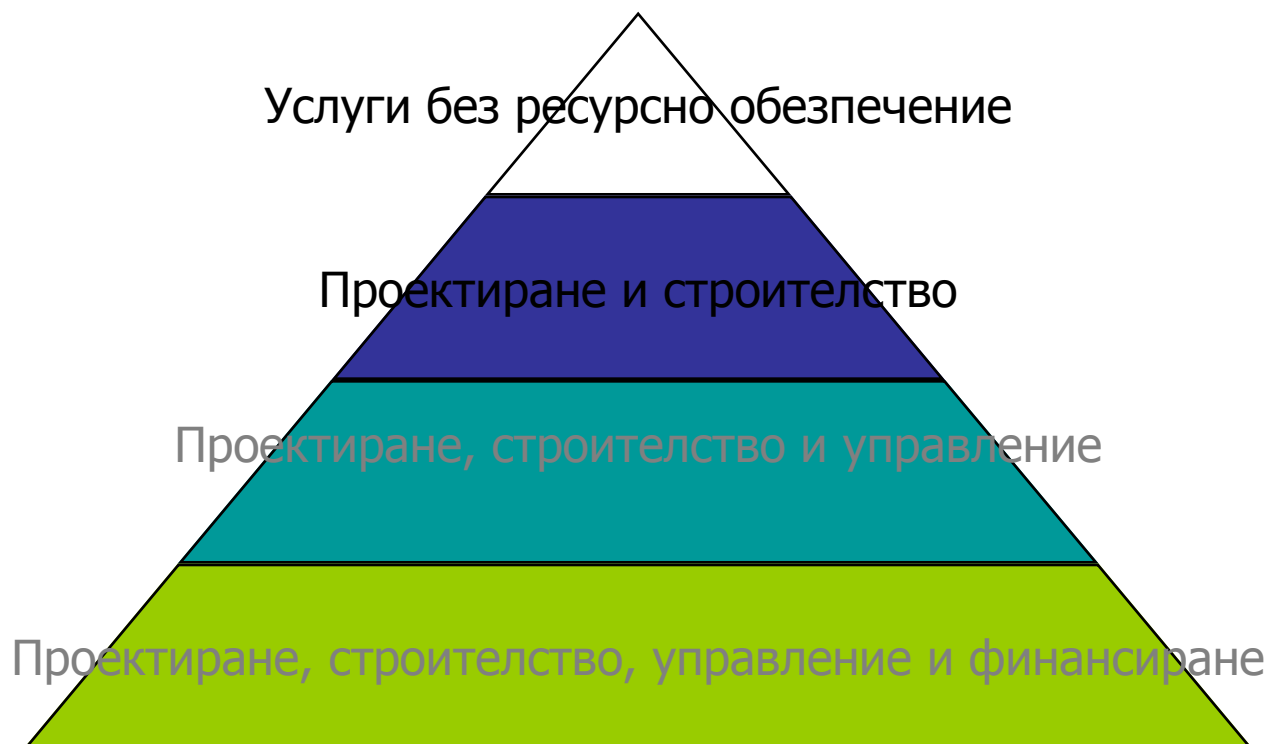 Услуги без ресурсно обезпечение
Проектиране и строителство
Проектиране, строителство и управление
Проектиране, строителство, управление и финансиране